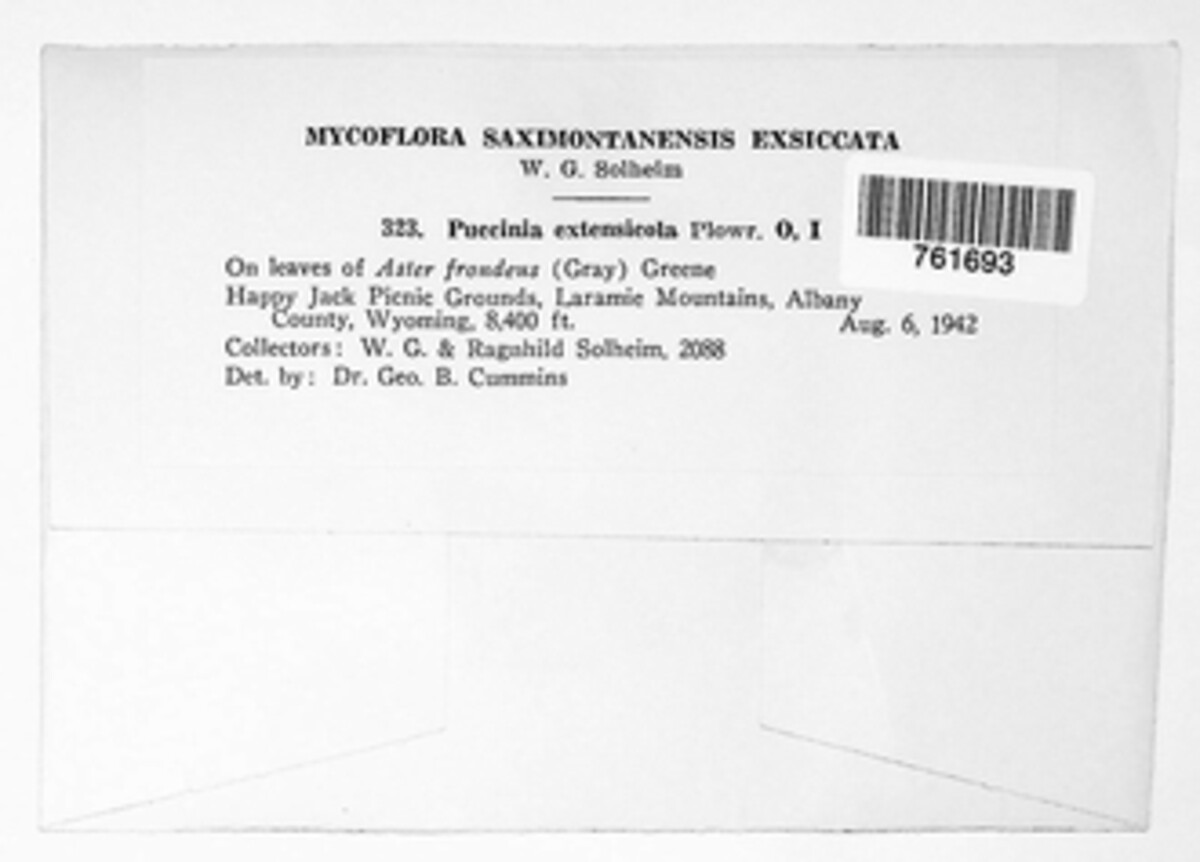 MYCOFLORA SAXIMONTANENSIS EXSICCATA
W. G. Solheim
323. Puccinia extensicola Plowr. O, I
761693
On leaves of Aster frondeus (Gray) Greene
Happy Jack Picnic Grounds, Laramie Mountains, Albany
County, Wyoming, 8,400 ft. Aug. 6, 1942
Collectors: W. G. & Ragnhild Solheim, 2088
Det. by: Dr. Geo. B. Cummins